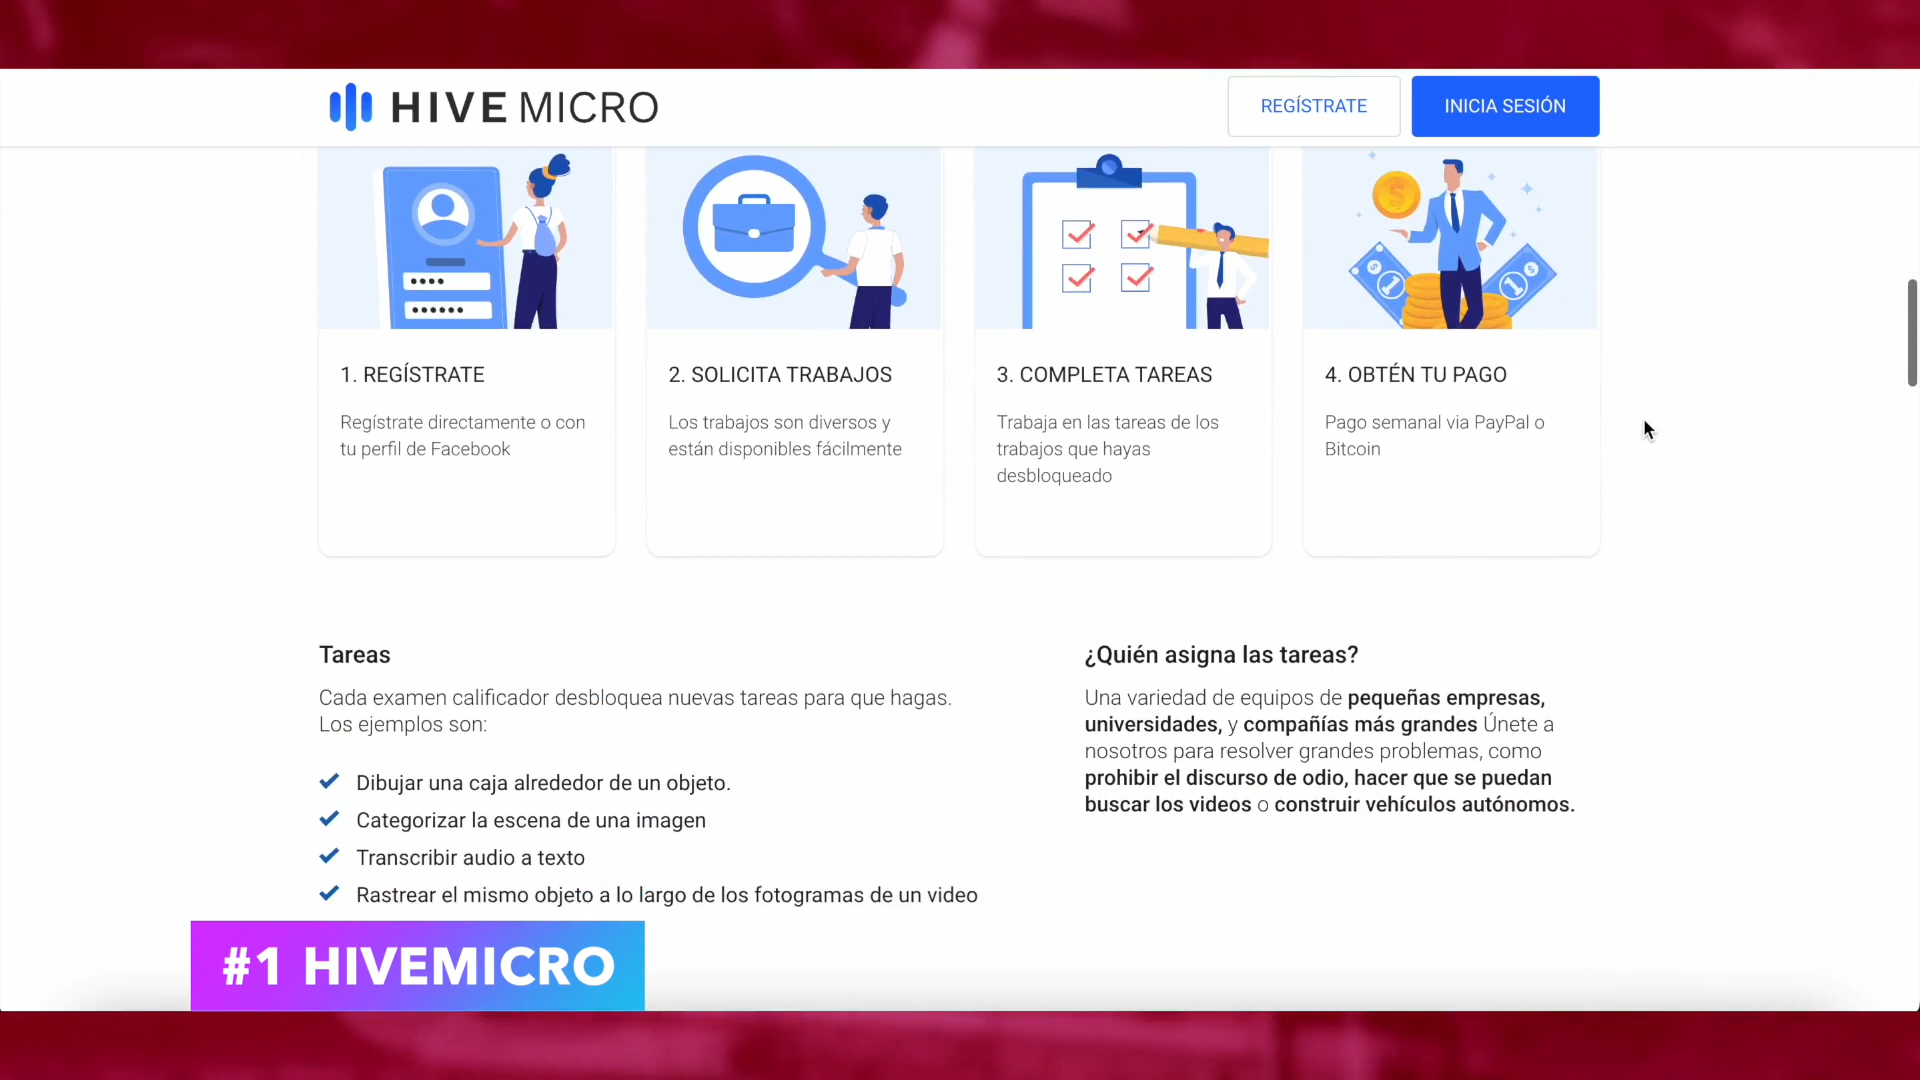 HIVE MICRO
REGÍSTRATE
INICIA SESIÓN
1. REGÍSTRATE
Regístrate directamente o con
tu perfil de Facebook
2. SOLICITA TRABAJOS
Los trabajos son diversos y
están disponibles fácilmente
3. COMPLETA TAREAS
Trabaja en las tareas de los
trabajos que hayas
desbloqueado
4. OBTÉN TU PAGO
Pago semanal via PayPal o
Bitcoin
Tareas
Cada examen calificador desbloquea nuevas tareas para que hagas.
Los ejemplos son:
Dibujar una caja alrededor de un objeto.
Categorizar la escena de una imagen
Transcribir audio a texto
Rastrear el mismo objeto a lo largo de los fotogramas de un video
¿Quién asigna las tareas?
Una variedad de equipos de pequeñas empresas,
universidades, y compañías más grandes Únete a
nosotros para resolver grandes problemas, como
prohibir el discurso de odio, hacer que se puedan
buscar los videos o construir vehículos autónomos.
#1 HIVEMICRO